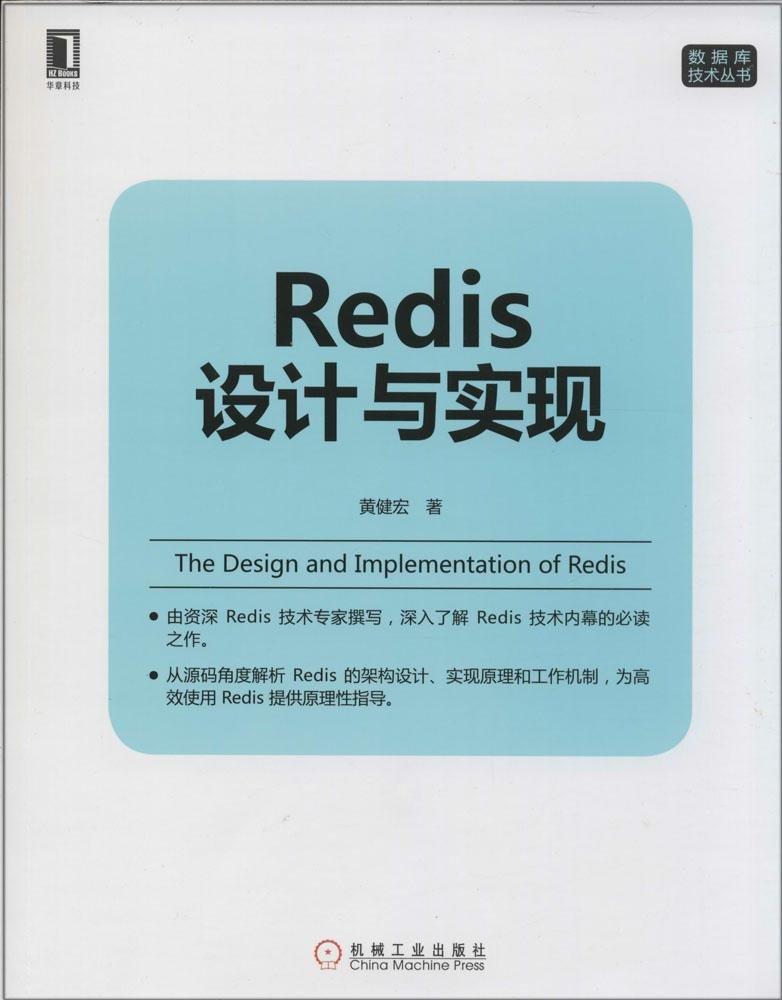 HZ BOOKS
华章科技
数据库
技术丛书
Redis
设计与实现
黄健宏 著
The Design and Implementation of Redis
● 由资深 Redis 技术专家撰写，深入了解 Redis 技术内幕的必读
之作。
● 从源码角度解析 Redis 的架构设计、实现原理和工作机制，为高
效使用 Redis 提供原理性指导。
机械工业出版社
China Machine Press